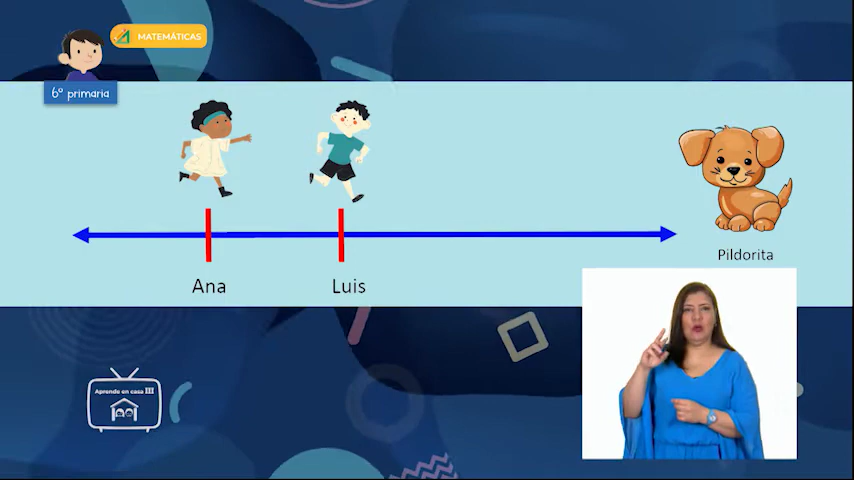 MATEMÁTICAS
6º primaria
Ana
Luis
Pildorita
Aprendo en casa III